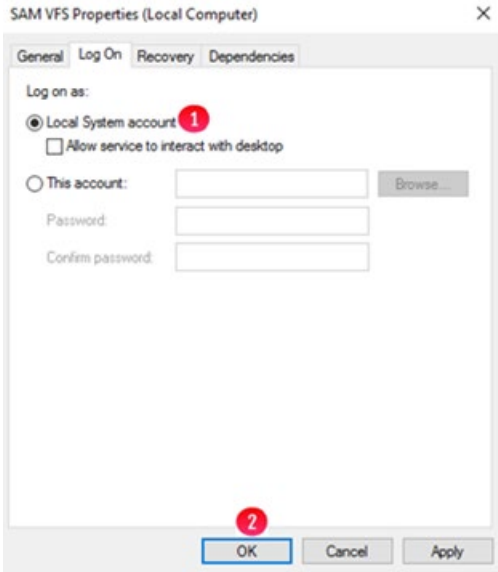 SAM VFS Properties (Local Computer)
General Log On Recovery Dependencies
Log on as:
Local System account 1
Allow service to interact with desktop
This account: Browse...
Password:
Confirm password:
2
OK Cancel Apply